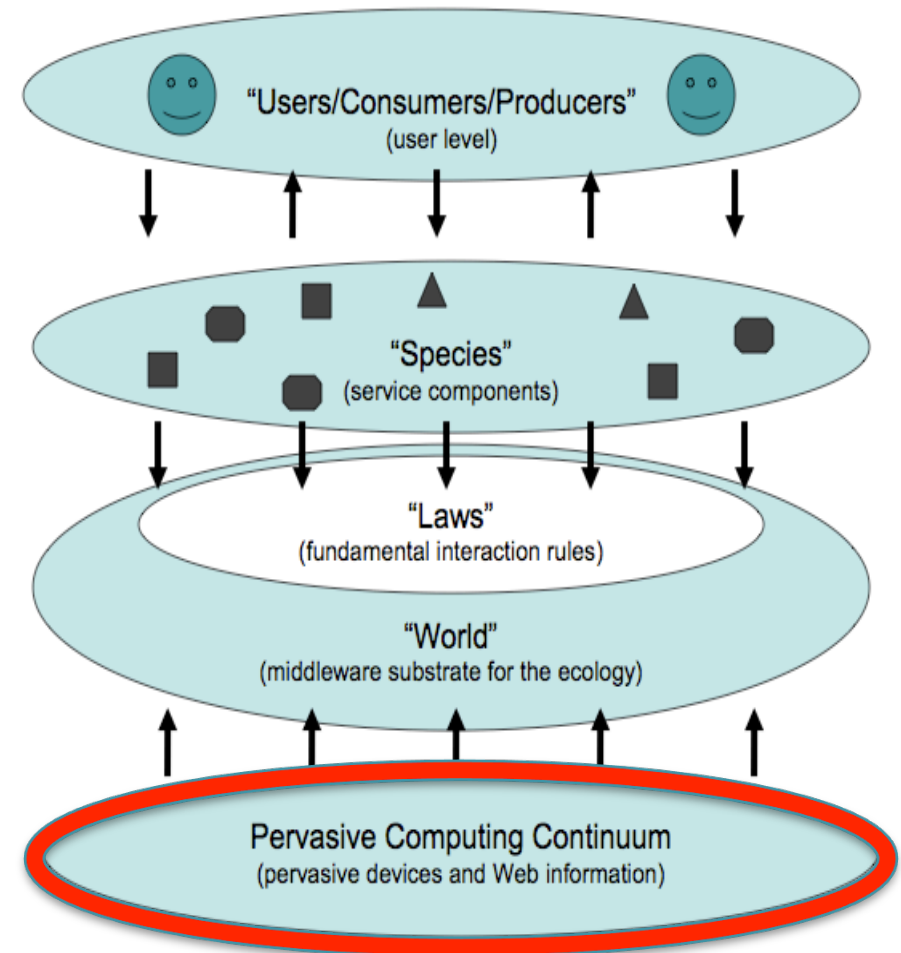 “Users/Consumers/Producers”
(user level)
“Species”
(service components)
“Laws”
(fundamental interaction rules)
“World”
(middleware substrate for the ecology)
Pervasive Computing Continuum
(pervasive devices and Web information)